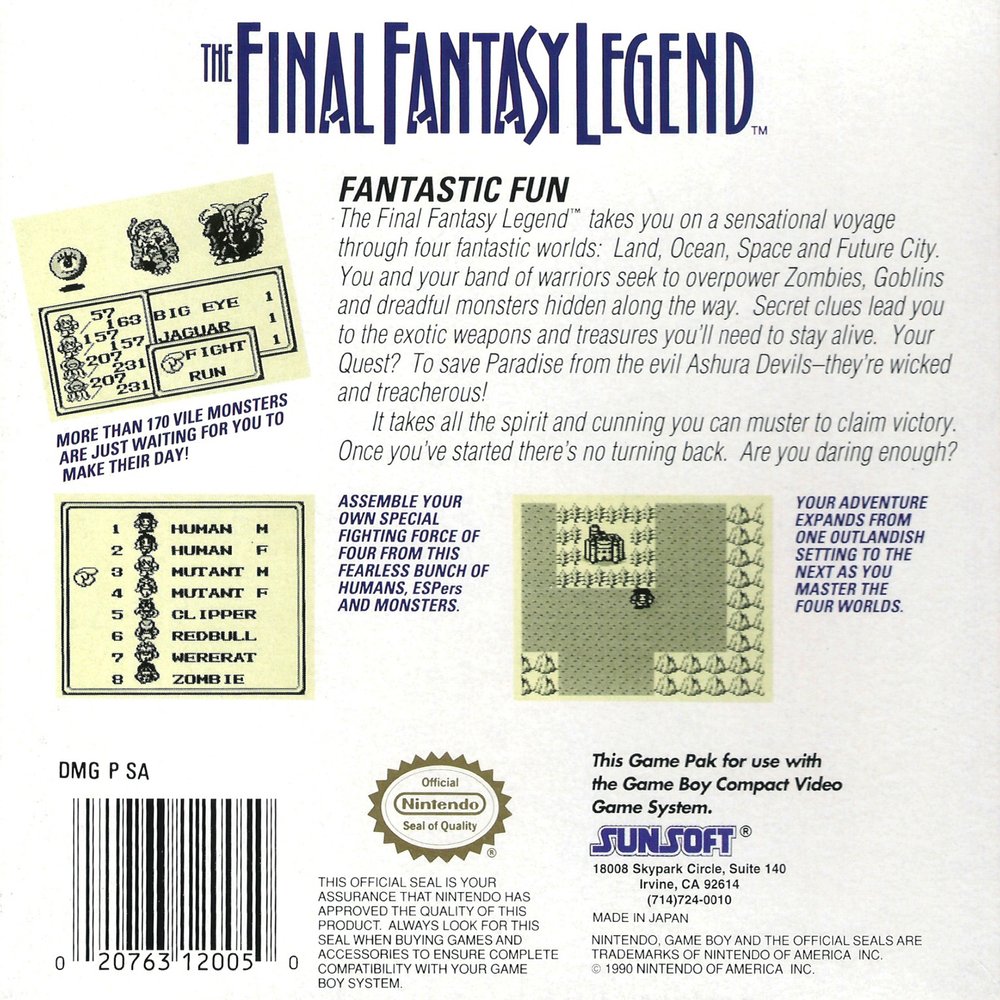 THE FINAL FANTASY LEGEND™
FANTASTIC FUN
The Final Fantasy Legend™ takes you on a sensational voyage
through four fantastic worlds: Land, Ocean, Space and Future City.
You and your band of warriors seek to overpower Zombies, Goblins
and dreadful monsters hidden along the way. Secret clues lead you
to the exotic weapons and treasures you'll need to stay alive. Your
Quest? To save Paradise from the evil Ashura Devils–they're wicked
and treacherous!
It takes all the spirit and cunning you can muster to claim victory.
Once you've started there's no turning back. Are you daring enough?
57
163
157
157
207
231
207
231
BIG EYE 1
JAGUAR 1
1
FIGHT
RUN
MORE THAN 170 VILE MONSTERS
ARE JUST WAITING FOR YOU TO
MAKE THEIR DAY!
1 HUMAN M
2 HUMAN F
3 MUTANT M
4 MUTANT F
5 CLIPPER
6 REDBULL
7 WERERAT
8 ZOMBIE
ASSEMBLE YOUR
OWN SPECIAL
FIGHTING FORCE OF
FOUR FROM THIS
FEARLESS BUNCH OF
HUMANS, ESPers
AND MONSTERS.
YOUR ADVENTURE
EXPANDS FROM
ONE OUTLANDISH
SETTING TO THE
NEXT AS YOU
MASTER THE
FOUR WORLDS.
DMG P SA
0 20763 12005 0
Official
Nintendo
Seal of Quality
®
THIS OFFICIAL SEAL IS YOUR
ASSURANCE THAT NINTENDO HAS
APPROVED THE QUALITY OF THIS
PRODUCT. ALWAYS LOOK FOR THIS
SEAL WHEN BUYING GAMES AND
ACCESSORIES TO ENSURE COMPLETE
COMPATIBILITY WITH YOUR GAME
BOY SYSTEM.
This Game Pak for use with
the Game Boy Compact Video
Game System.
SUNSOFT®
18008 Skypark Circle, Suite 140
Irvine, CA 92614
(714)724-0010
MADE IN JAPAN
NINTENDO, GAME BOY AND THE OFFICIAL SEALS ARE
TRADEMARKS OF NINTENDO OF AMERICA INC.
© 1990 NINTENDO OF AMERICA INC.